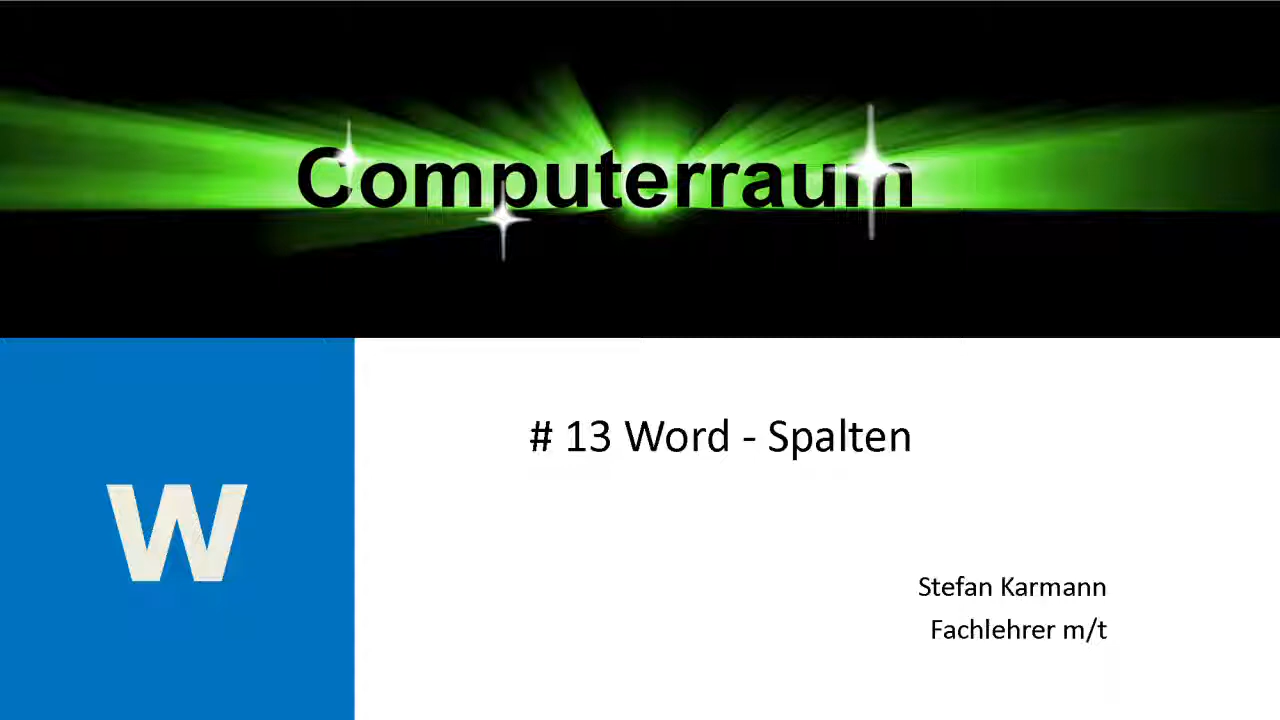 Computerraum
# 13 Word - Spalten
W
Stefan Karmann
Fachlehrer m/t